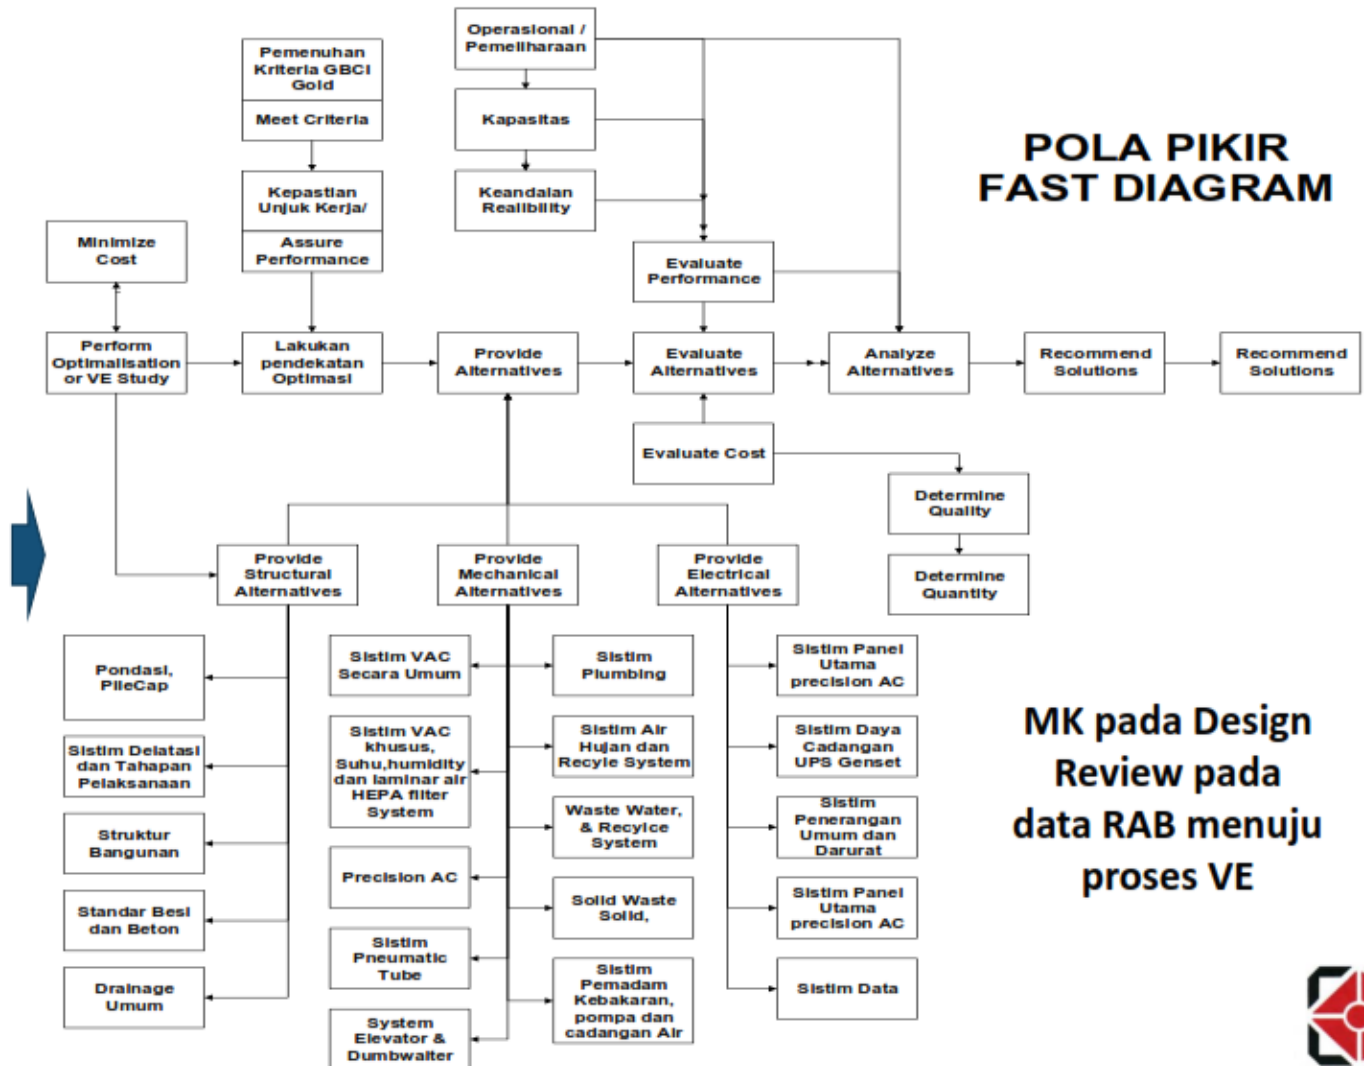 Operasional /
Pemeliharaan
Pemenuhan
Kriteria GBCI
Gold
Meet Criteria
Kapasitas
POLA PIKIR
FAST DIAGRAM
Kepastian
Unjuk Kerja/
Keandalan
Realibility
Minimize
Cost
Assure
Performance
Evaluate
Performance
Perform
Optimalisation
or VE Study
Lakukan
pendekatan
Optimasi
Provide
Alternatives
Evaluate
Alternatives
Analyze
Alternatives
Recommend
Solutions
Recommend
Solutions
Evaluate Cost
Determine
Quality
Determine
Quantity
Provide
Structural
Alternatives
Provide
Mechanical
Alternatives
Provide
Electrical
Alternatives
Pondasi,
PileCap
Sistim Delatasi
dan Tahapan
Pelaksanaan
Struktur
Bangunan
Standar Besi
dan Beton
Drainage
Umum
Sistim VAC
Secara Umum
Sistim VAC
khusus,
Suhu,humidity
dan laminar air
HEPA filter
System
Precision AC
Sistim
Pneumatic
Tube
System
Elevator &
Dumbwaiter
Sistim
Plumbing
Sistim Air
Hujan dan
Recyle System
Waste Water,
& Recylce
System
Solid Waste
Solid,
Sistim
Pemadam
Kebakaran,
pompa dan
cadangan Air
Sistim Panel
Utama
precision AC
Sistim Daya
Cadangan
UPS Genset
Sistim
Penerangan
Umum dan
Darurat
Sistim Panel
Utama
precision AC
Sistim Data
MK pada Design
Review pada
data RAB menuju
proses VE